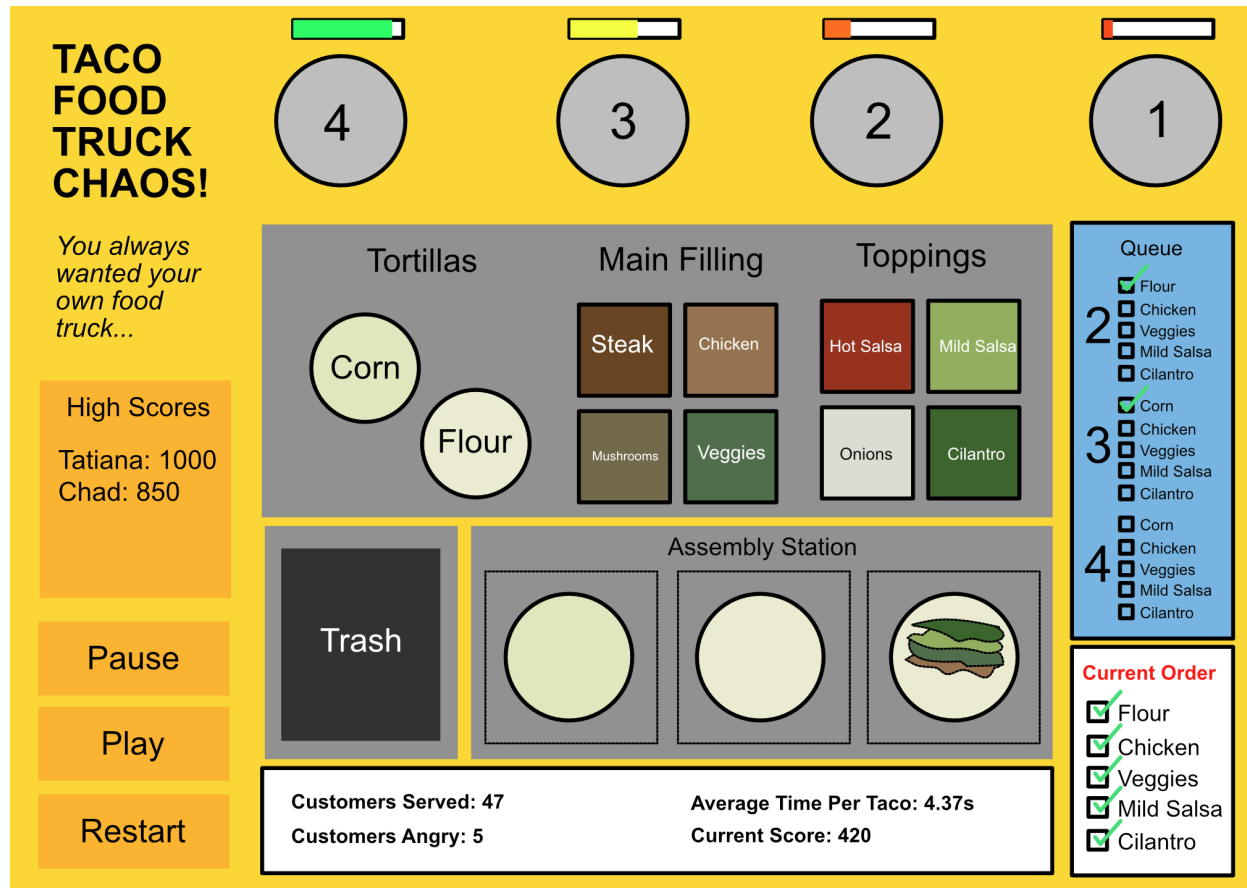 TACO
FOOD
TRUCK
CHAOS!
You always
wanted your
own food
truck...
High Scores
Tatiana: 1000
Chad: 850
Pause
Play
Restart
4
3
2
1
Tortillas
Corn
Flour
Main Filling
Steak
Chicken
Mushrooms
Veggies
Toppings
Hot Salsa
Mild Salsa
Onions
Cilantro
Trash
Assembly Station
Customers Served: 47
Customers Angry: 5
Average Time Per Taco: 4.37s
Current Score: 420
Queue
2
Flour
Chicken
Veggies
Mild Salsa
Cilantro
3
Corn
Chicken
Veggies
Mild Salsa
Cilantro
4
Corn
Chicken
Veggies
Mild Salsa
Cilantro
Current Order
Flour
Chicken
Veggies
Mild Salsa
Cilantro